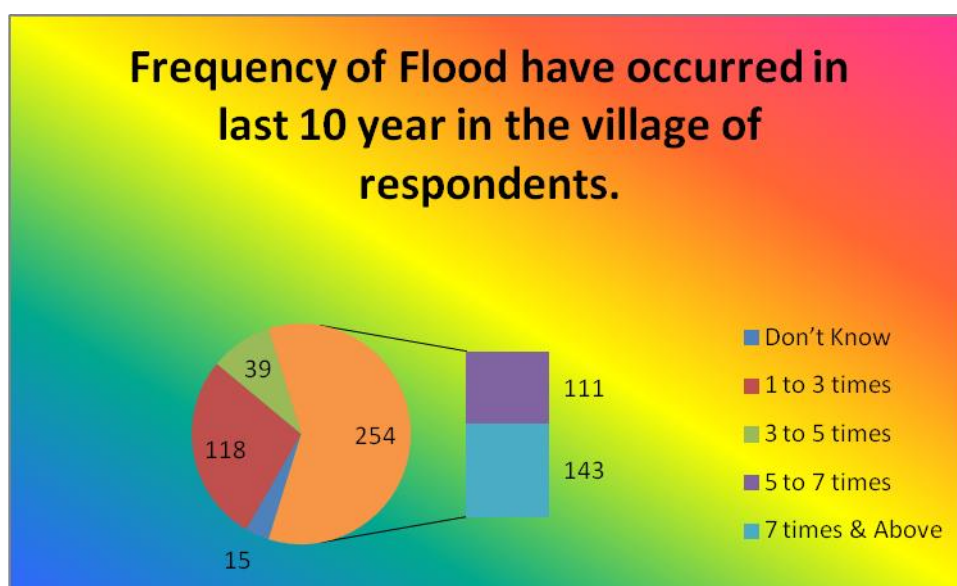 Frequency of Flood have occurred in
last 10 year in the village of
respondents.
39
118
254
15
111
143
Don't Know
1 to 3 times
3 to 5 times
5 to 7 times
7 times & Above